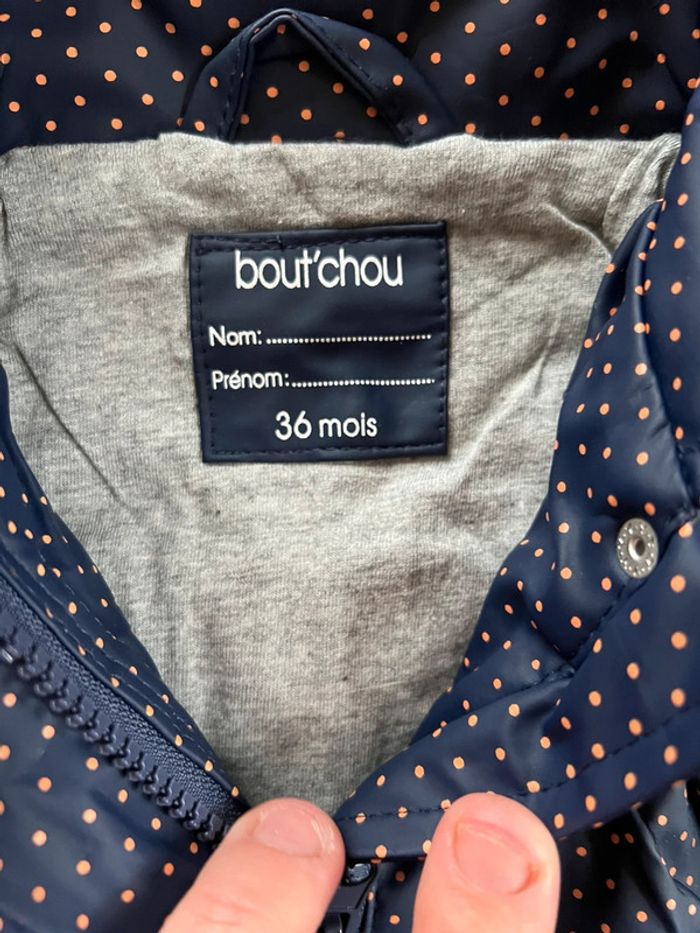 bout'chou
Nom:................................
Prénom:...........................
36 mois